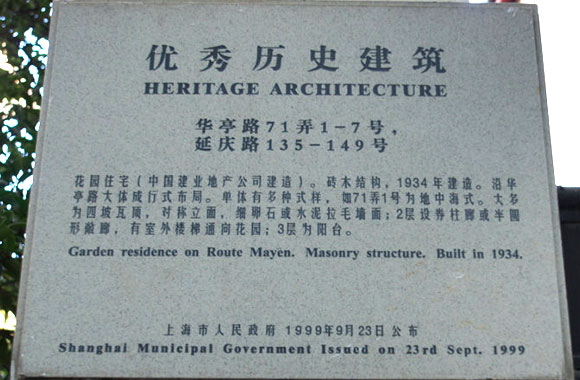 优秀历史建筑
HERITAGE ARCHITECTURE
华亭路71弄1-7号,
延庆路135-149号
花园住宅(中国建业地产公司建造)。砖木结构,1934年建造。沿华
亭路大体成行式布局。单体有多种式样,如71弄1号为地中海式。大多
为四坡瓦顶,对称立面,细卵石或水泥拉毛墙面;2层设券柱廊或半圆
形敞廊,有室外楼梯通向花园;3层为阳台。
Garden residence on Route Mayen. Masonry structure. Built in 1934.
上海市人民政府 1999年9月23日公布
Shanghai Municipal Government Issued on 23rd Sept. 1999